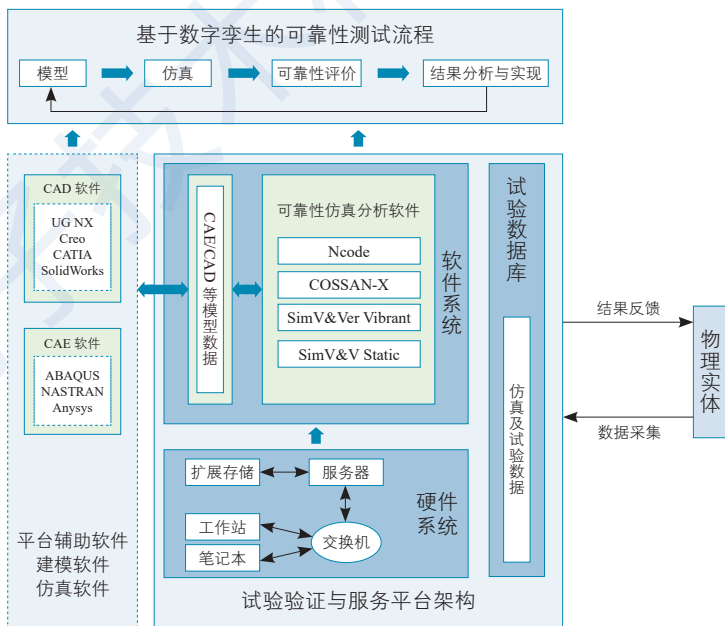 基于数字孪生的可靠性测试流程
模型
仿真
可靠性评价
结果分析与实现
CAD 软件
UG NX
Creo
CATIA
SolidWorks
CAE 软件
ABAQUS
NASTRAN
Anysys
平台辅助软件
建模软件
仿真软件
CAE/CAD 等模型数据
可靠性仿真分析软件
Ncode
COSSAN-X
SimV&Ver Vibrant
SimV&V Static
软件系统
扩展存储
服务器
工作站
笔记本
交换机
硬件
系统
试验数据库
仿真及试验数据
试验验证与服务平台架构
结果反馈
数据采集
物理实体